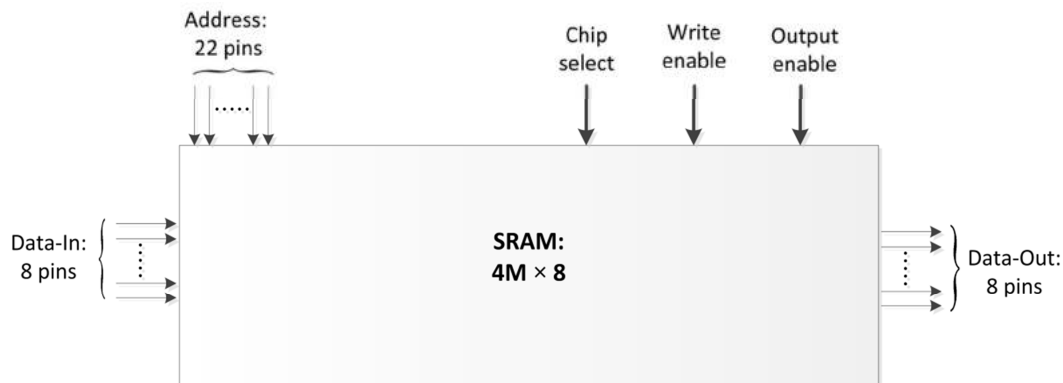 Address:
22 pins
Chip
select
Write
enable
Output
enable
Data-In:
8 pins
SRAM:
4M × 8
Data-Out:
8 pins